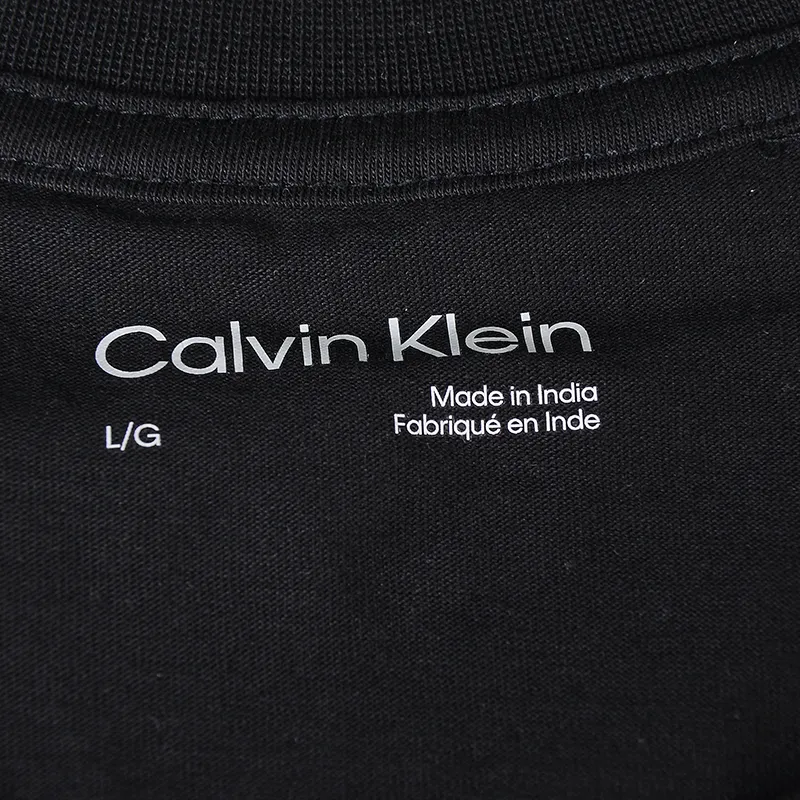 Calvin Klein
Made in India
Fabriqué en Inde
L/G